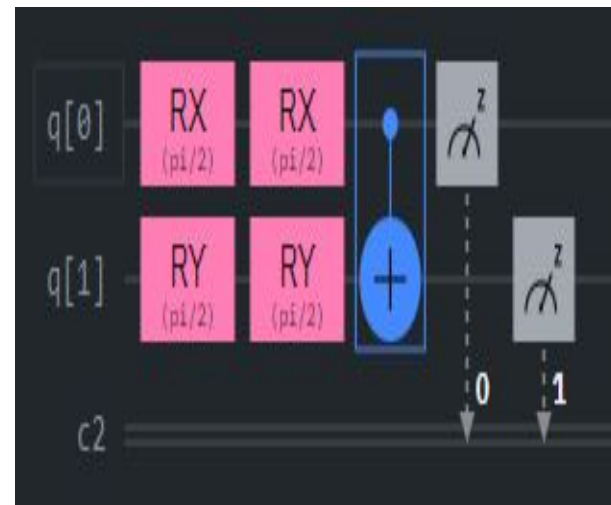 q[0] RX RX z
(pi/2) (pi/2)
q[1] RY RY z
(pi/2) (pi/2)
0 1
c2